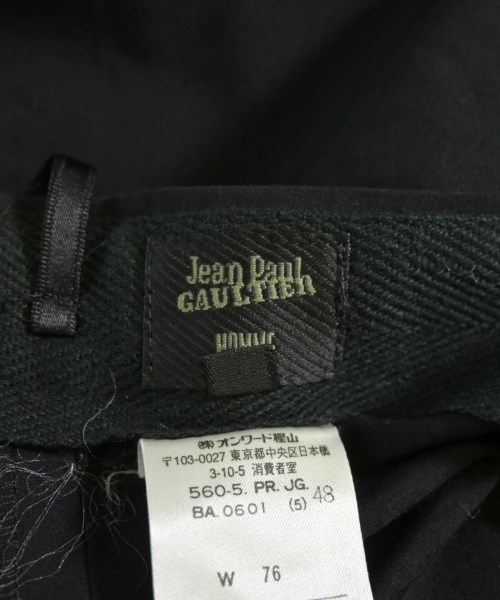 Jean Paul
GAULTIER
HOMME
㈱オンワード樫山
〒103-0027 東京都中央区日本橋
3-10-5 消費者室
560-5. PR. JG.
BA. 0601 (5) 48
W 76